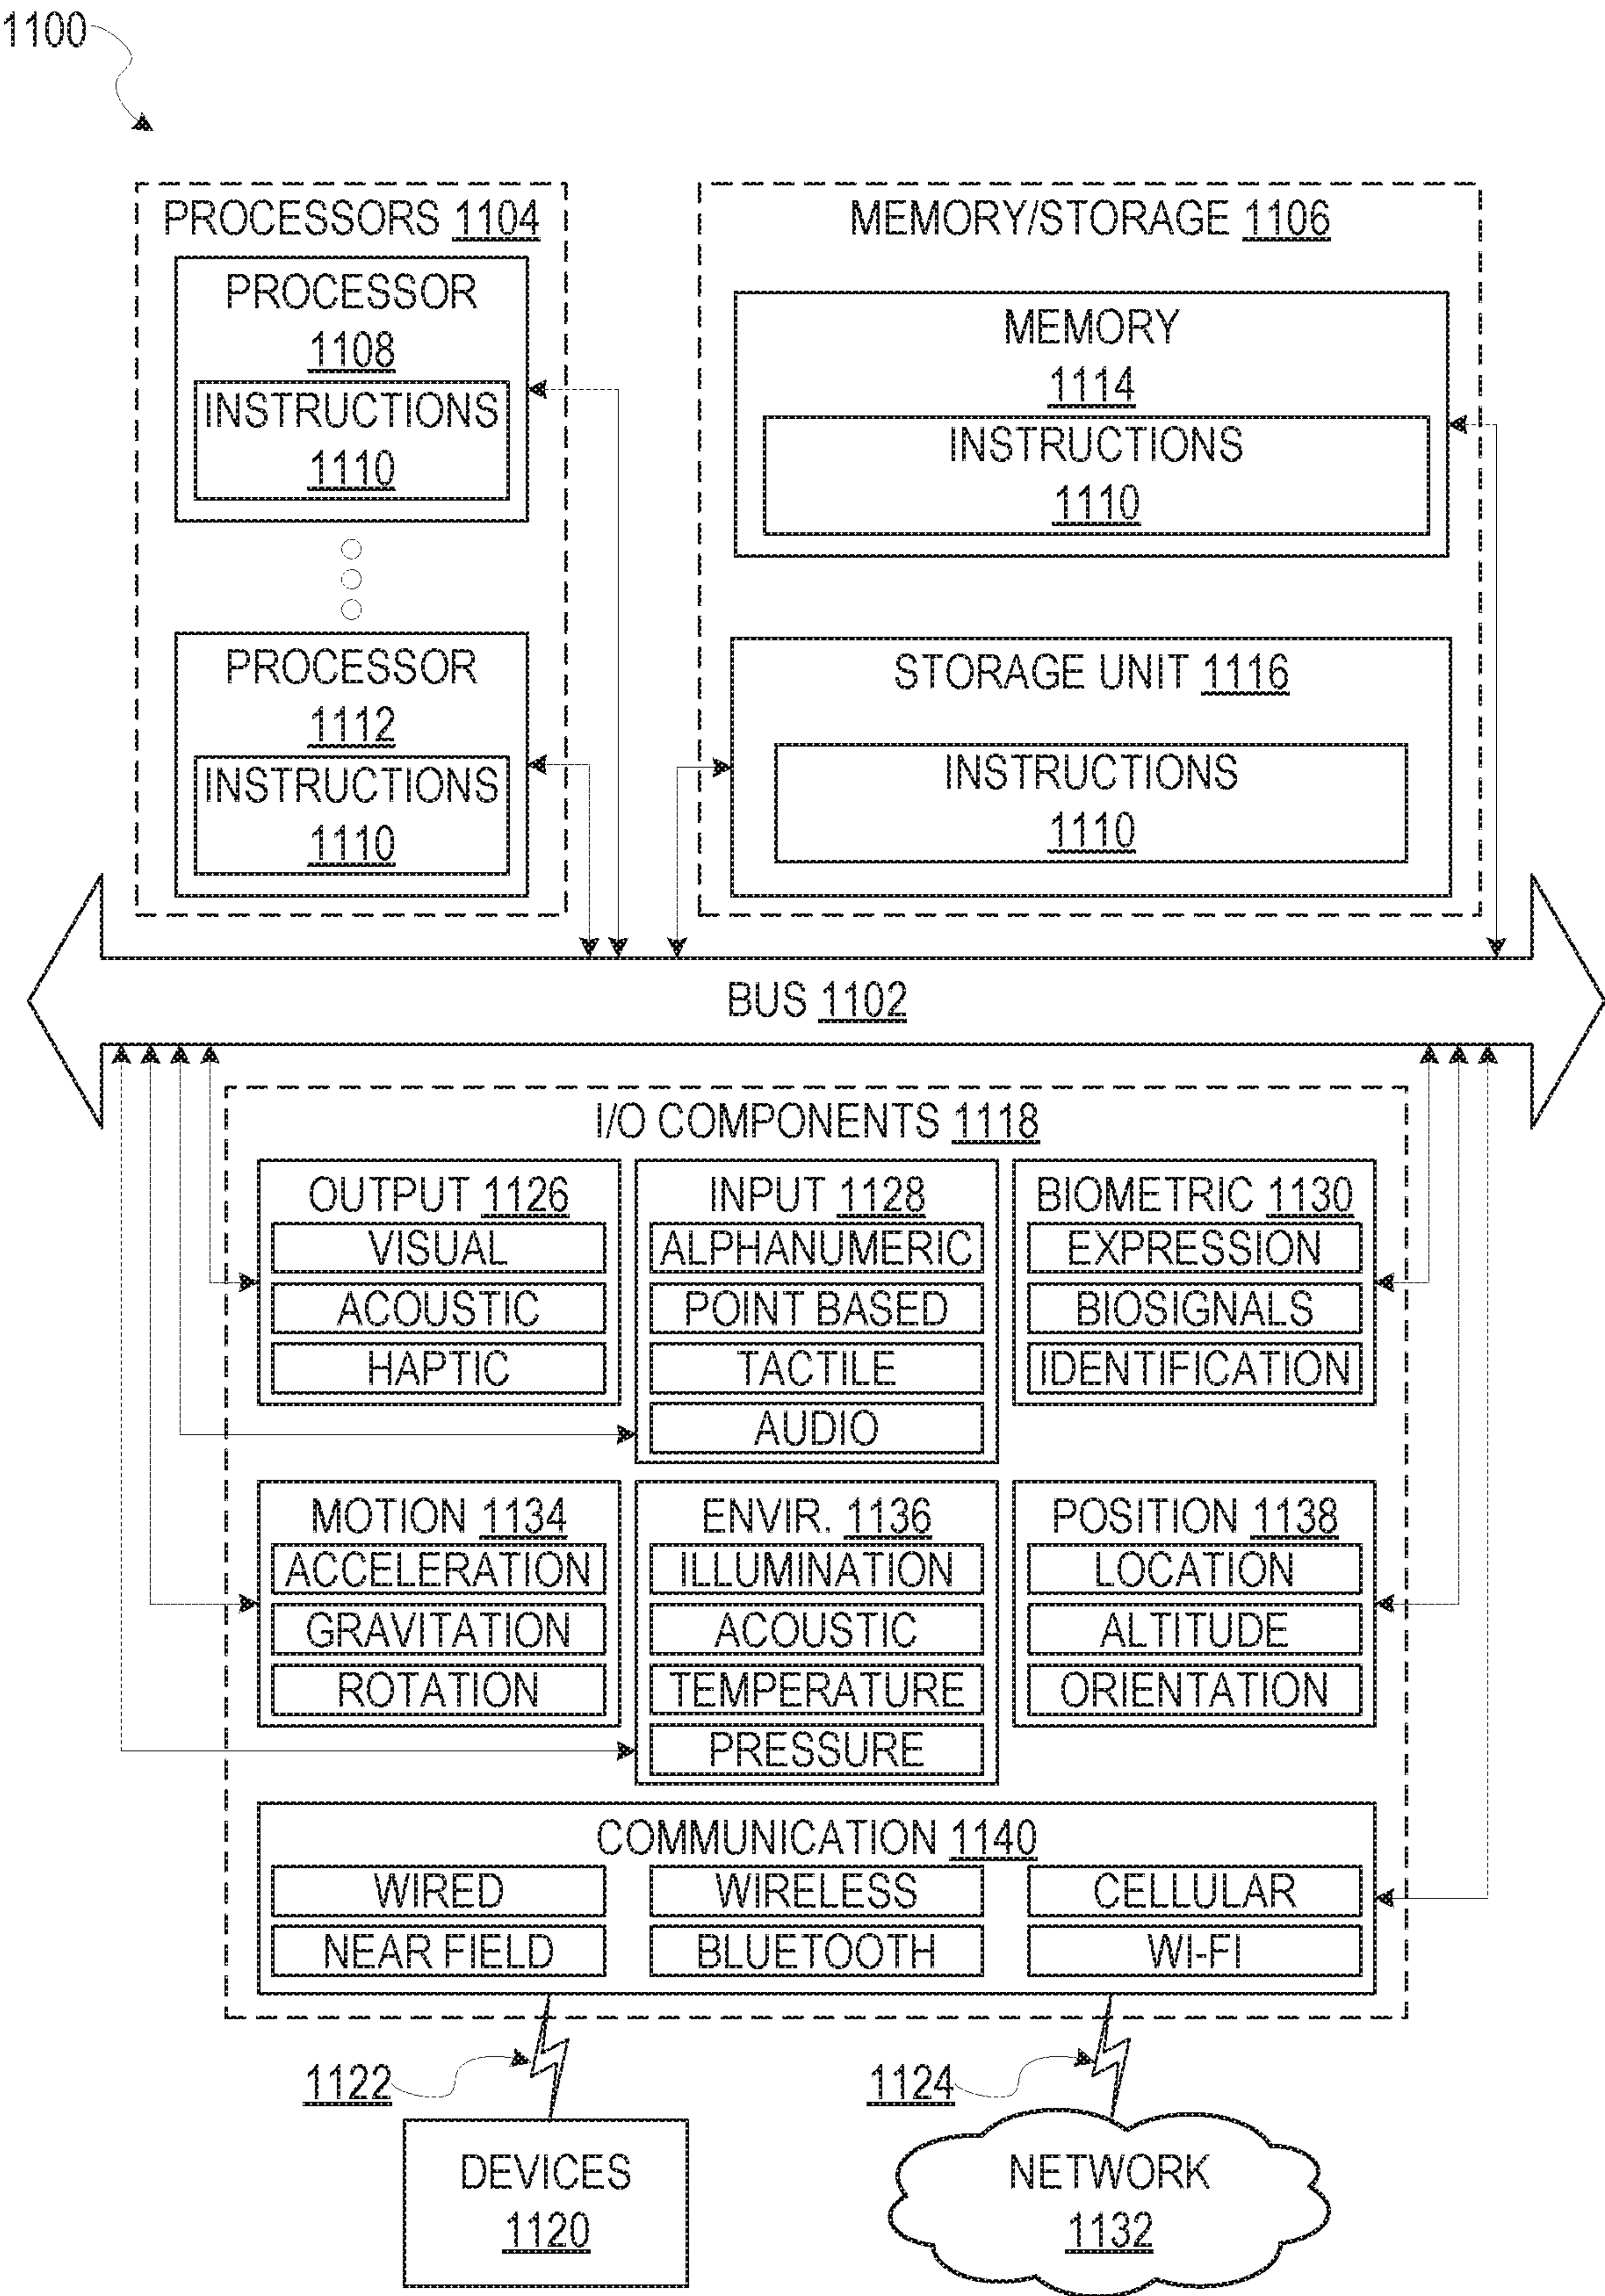 1100
PROCESSORS 1104
PROCESSOR
1108
INSTRUCTIONS
1110
PROCESSOR
1112
INSTRUCTIONS
1110
MEMORY/STORAGE 1106
MEMORY
1114
INSTRUCTIONS
1110
STORAGE UNIT 1116
INSTRUCTIONS
1110
BUS 1102
I/O COMPONENTS 1118
OUTPUT 1126
VISUAL
ACOUSTIC
HAPTIC
INPUT 1128
ALPHANUMERIC
POINT BASED
TACTILE
AUDIO
BIOMETRIC 1130
EXPRESSION
BIOSIGNALS
IDENTIFICATION
MOTION 1134
ACCELERATION
GRAVITATION
ROTATION
ENVIR. 1136
ILLUMINATION
ACOUSTIC
TEMPERATURE
PRESSURE
POSITION 1138
LOCATION
ALTITUDE
ORIENTATION
COMMUNICATION 1140
WIRED
WIRELESS
CELLULAR
NEAR FIELD
BLUETOOTH
WI-FI
1122
1124
DEVICES
1120
NETWORK
1132